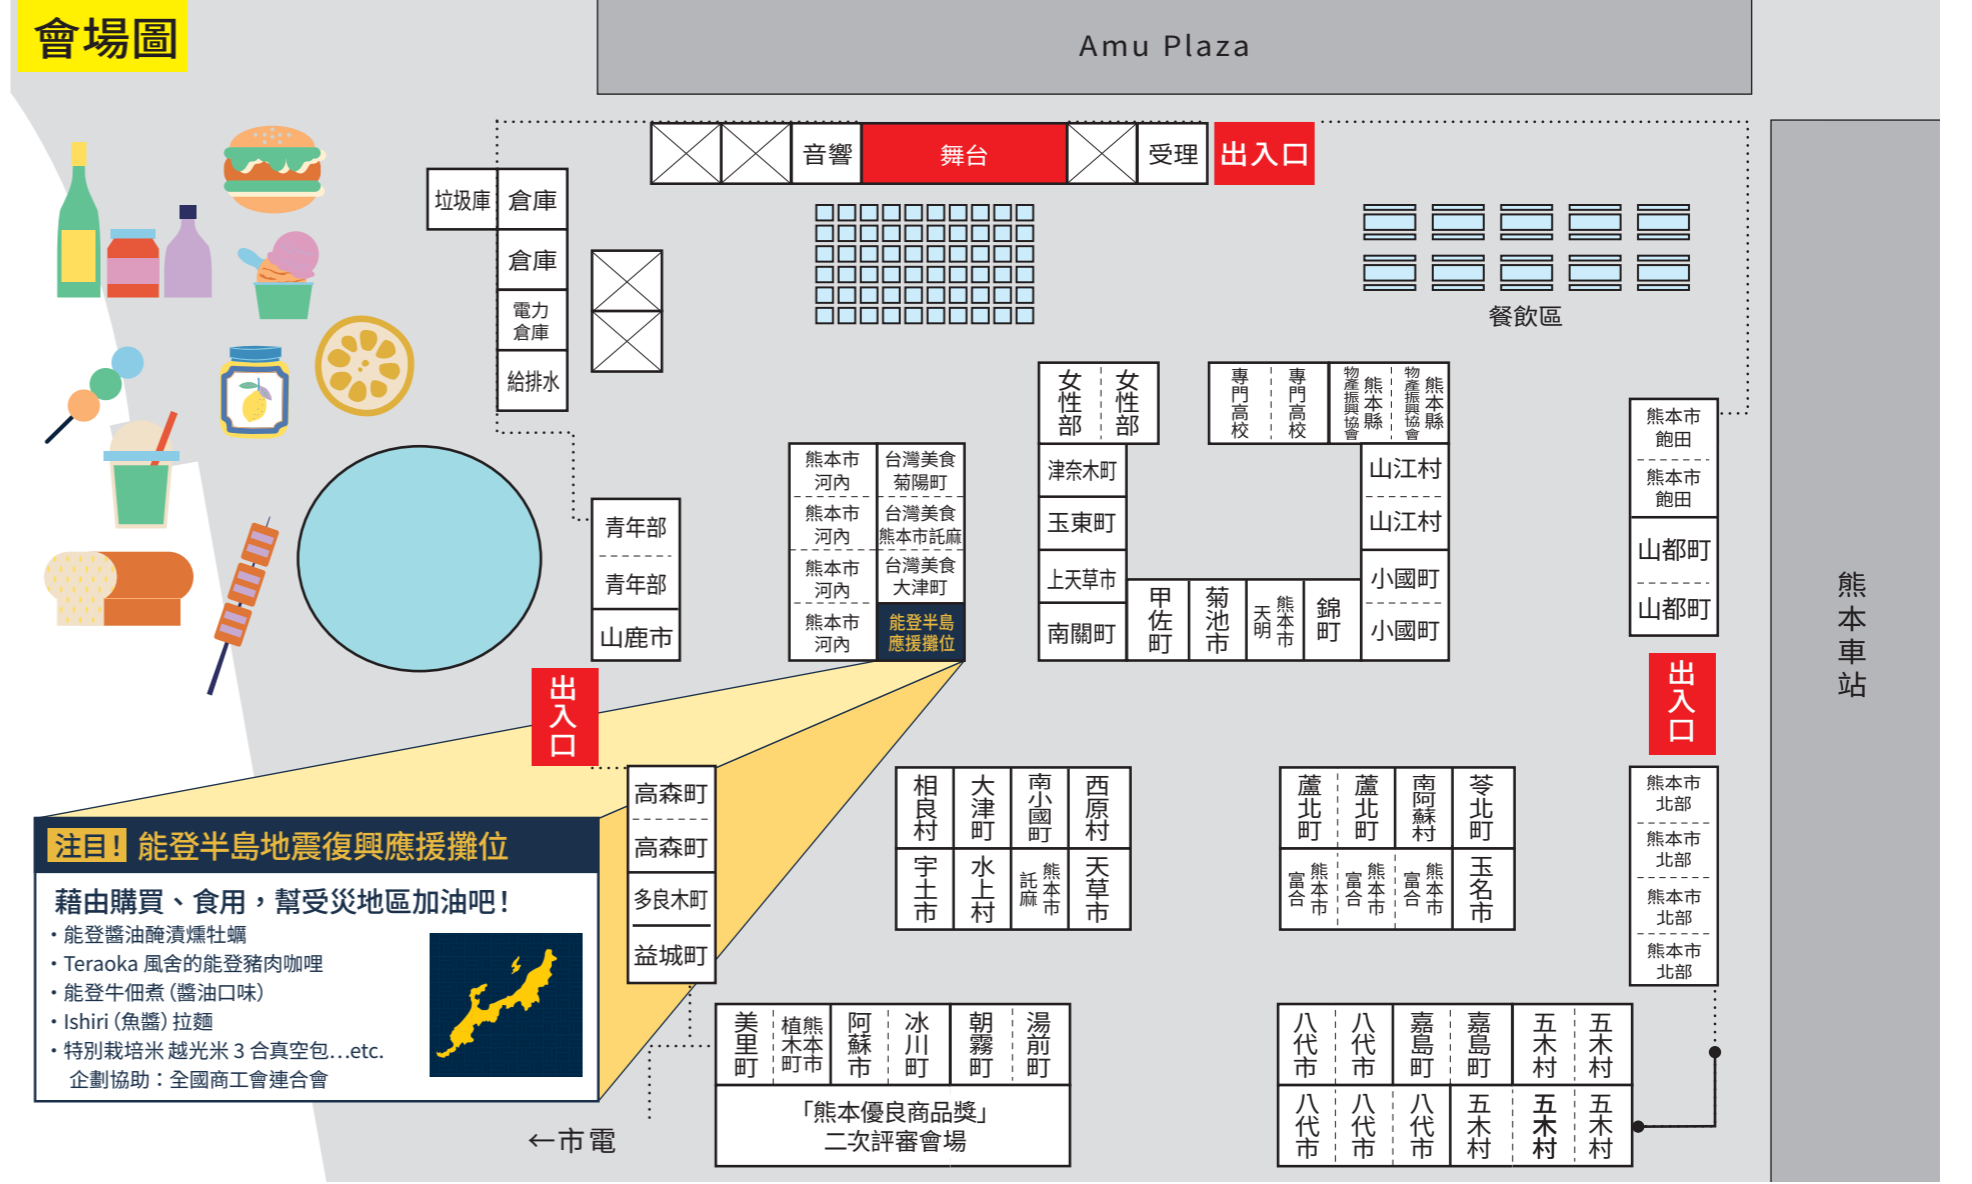 會場圖
Amu Plaza
音響
舞台
受理
出入口
垃圾庫
倉庫
倉庫
電力
倉庫
給排水
餐飲區
女性部
女性部
專門高校
專門高校
熊本縣
物產振興協會
熊本縣
物產振興協會
津奈木町
玉東町
上天草市
南關町
甲佐町
菊池市
熊本市
天明
錦町
山江村
山江村
小國町
小國町
熊本市
飽田
熊本市
飽田
山都町
山都町
熊本車站
青年部
青年部
山鹿市
熊本市
河內
熊本市
河內
熊本市
河內
熊本市
河內
台灣美食
菊陽町
台灣美食
熊本市託麻
台灣美食
大津町
能登半島
應援攤位
出入口
出入口
高森町
高森町
多良木町
益城町
相良村
大津町
南小國町
西原村
宇土市
水上村
熊本市
託麻
天草市
蘆北町
蘆北町
南阿蘇村
苓北町
熊本市
富合
熊本市
富合
熊本市
富合
玉名市
熊本市
北部
熊本市
北部
熊本市
北部
熊本市
北部
注目!
能登半島地震復興應援攤位
藉由購買、食用，幫受災地區加油吧！
・能登醬油醃漬燻牡蠣
・Teraoka 風舍的能登豬肉咖哩
・能登牛佃煮（醬油口味）
・Ishiri（魚醬）拉麵
・特別栽培米 越光米 3 合真空包…etc.
企劃協助：全國商工會連合會
美里町
熊本市
植木町
阿蘇市
冰川町
朝霧町
湯前町
「熊本優良商品獎」
二次評審會場
←市電
八代市
八代市
嘉島町
嘉島町
五木村
五木村
八代市
八代市
八代市
五木村
五木村
五木村